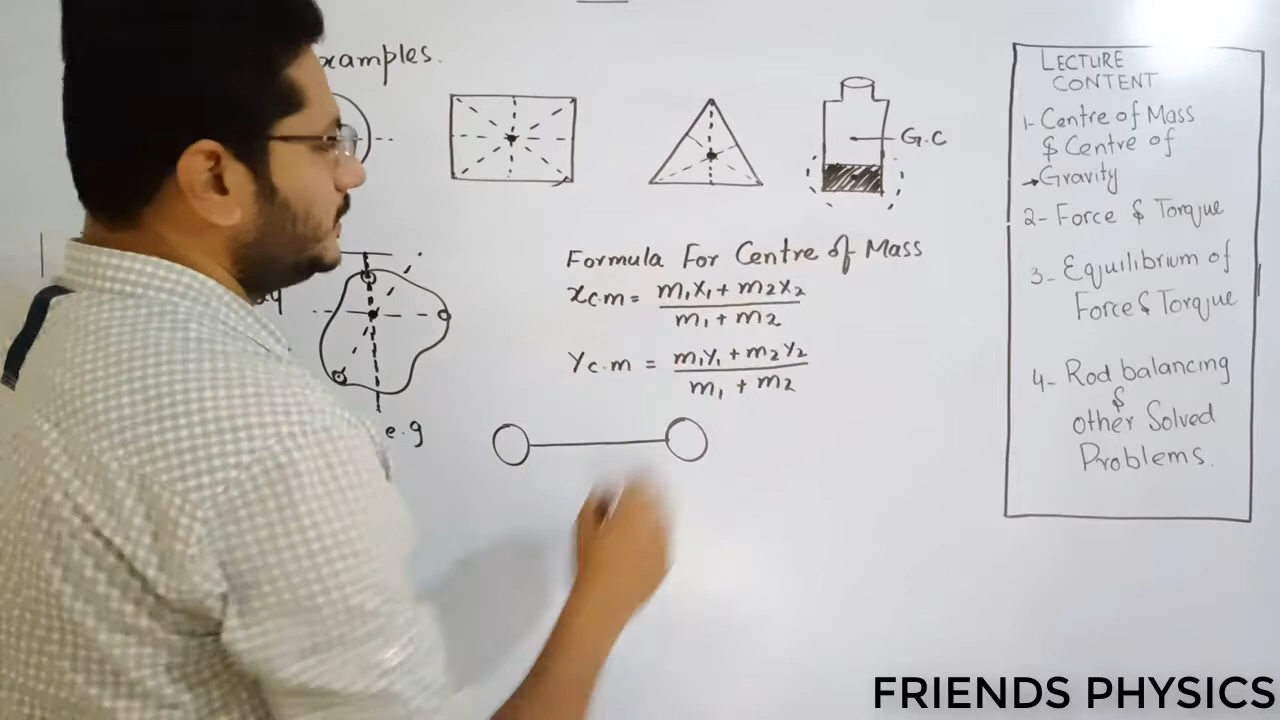 xamples.
G.C
Formula For Centre of Mass
xc.m = m1x1 + m2x2 / m1 + m2
yc.m = m1y1 + m2y2 / m1 + m2
e.g
LECTURE
CONTENT
1- Centre of Mass
& Centre of
→Gravity
2- Force & Torque
3- Equilibrium of
Force & Torque
4- Rod balancing
&
other Solved
Problems.
FRIENDS PHYSICS